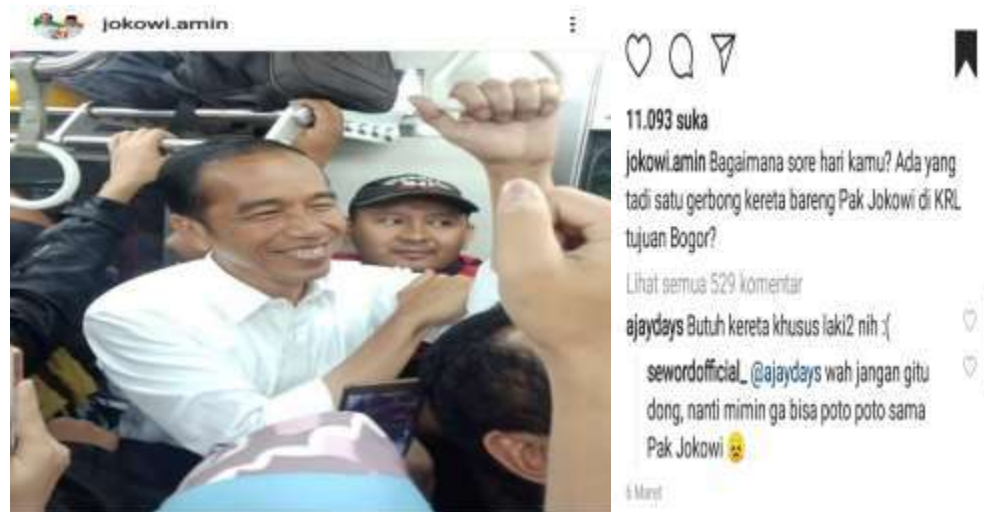 jokowi.amin
11.093 suka
jokowi.amin Bagaimana sore hari kamu? Ada yang
tadi satu gerbong kereta bareng Pak Jokowi di KRL
tujuan Bogor?
Lihat semua 529 komentar
ajaydays Butuh kereta khusus laki2 nih :(
sewordofficial_ @ajaydays wah jangan gitu
dong, nanti mimin ga bisa poto poto sama
Pak Jokowi 😣
6 Maret